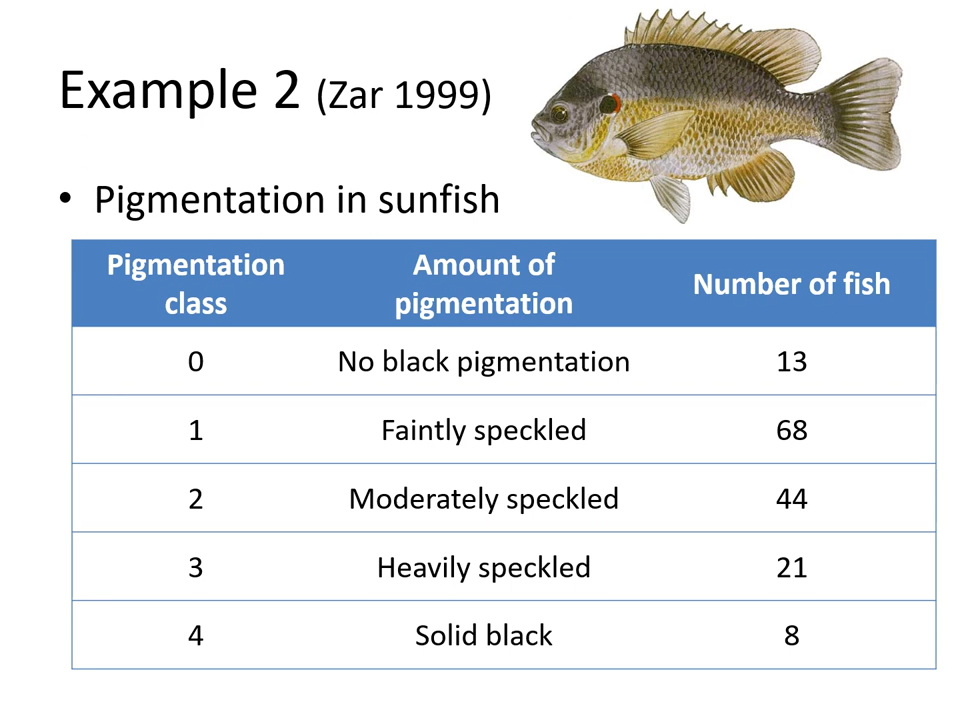 Example 2 (Zar 1999)
• Pigmentation in sunfish
Pigmentation class Amount of pigmentation Number of fish
0 No black pigmentation 13
1 Faintly speckled 68
2 Moderately speckled 44
3 Heavily speckled 21
4 Solid black 8